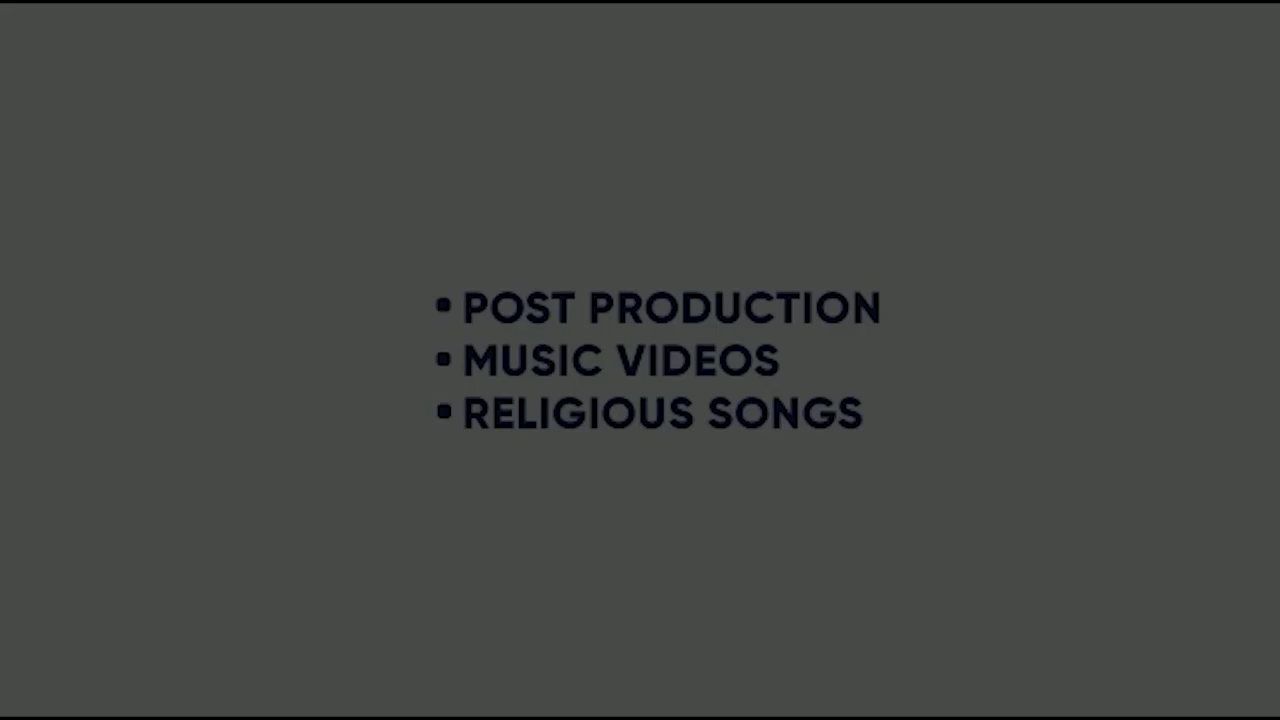 • POST PRODUCTION
• MUSIC VIDEOS
• RELIGIOUS SONGS